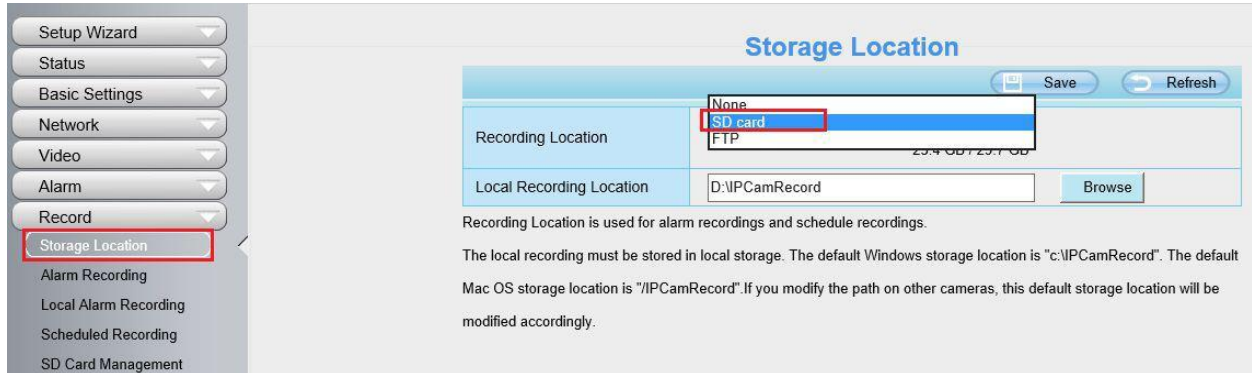 Setup Wizard
Status
Basic Settings
Network
Video
Alarm
Record
Storage Location
Alarm Recording
Local Alarm Recording
Scheduled Recording
SD Card Management
Storage Location
Save
Refresh
Recording Location
None
SD card
FTP
Local Recording Location
D:\IPCamRecord
Browse
Recording Location is used for alarm recordings and schedule recordings.
The local recording must be stored in local storage. The default Windows storage location is "c:\IPCamRecord". The default
Mac OS storage location is "/IPCamRecord".If you modify the path on other cameras, this default storage location will be
modified accordingly.